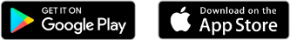 GET IT ON
Google Play
Download on the
App Store